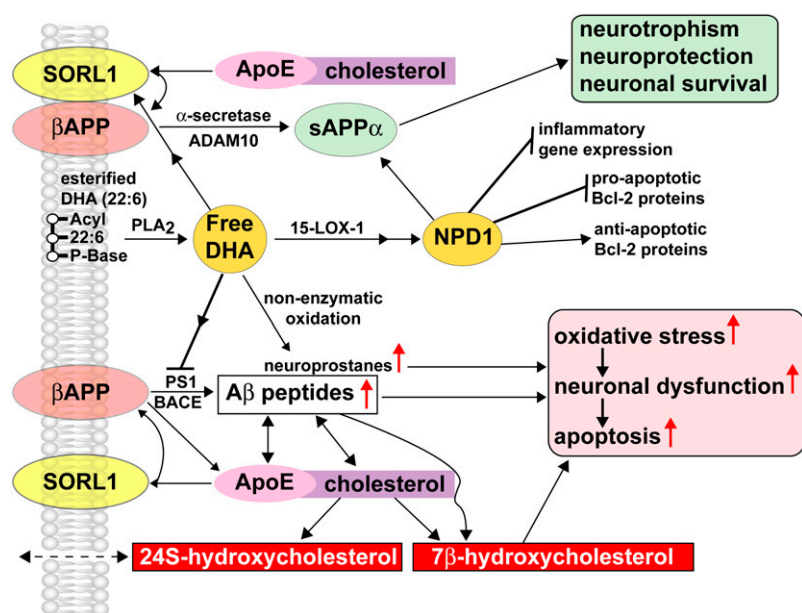 SORL1
ApoE
cholesterol
neurotrophism
neuroprotection
neuronal survival
βAPP
α-secretase
ADAM10
sAPPα
inflammatory
gene expression
esterified
DHA (22:6)
Acyl
22:6
P-Base
PLA2
Free
DHA
15-LOX-1
NPD1
pro-apoptotic
Bcl-2 proteins
anti-apoptotic
Bcl-2 proteins
non-enzymatic
oxidation
neuroprostanes
βAPP
PS1
BACE
Aβ peptides
oxidative stress
neuronal dysfunction
apoptosis
SORL1
ApoE
cholesterol
24S-hydroxycholesterol
7β-hydroxycholesterol